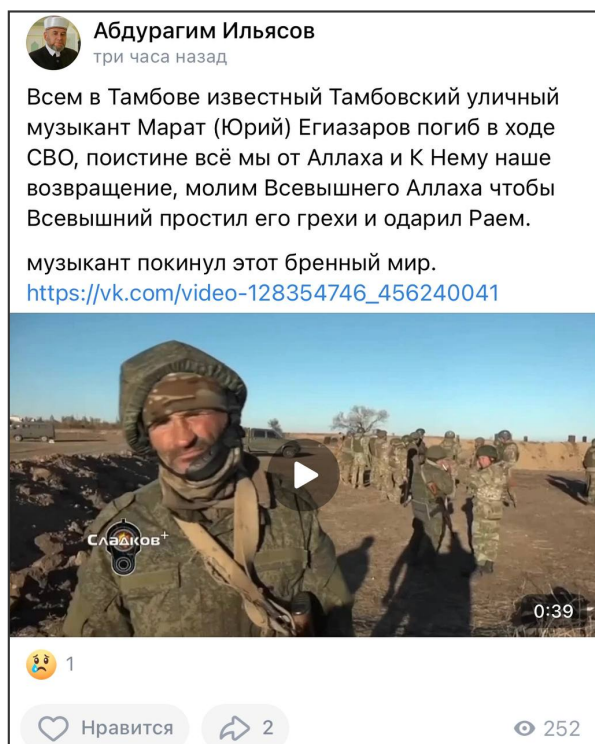 Абдурагим Ильясов
три часа назад
Всем в Тамбове известный Тамбовский уличный
музыкант Марат (Юрий) Егиазаров погиб в ходе
СВО, поистине всё мы от Аллаха и К Нему наше
возвращение, молим Всевышнего Аллаха чтобы
Всевышний простил его грехи и одарил Раем.
музыкант покинул этот бренный мир.
https://vk.com/video-128354746_456240041
Сладков+
0:39
1
Нравится
2
252